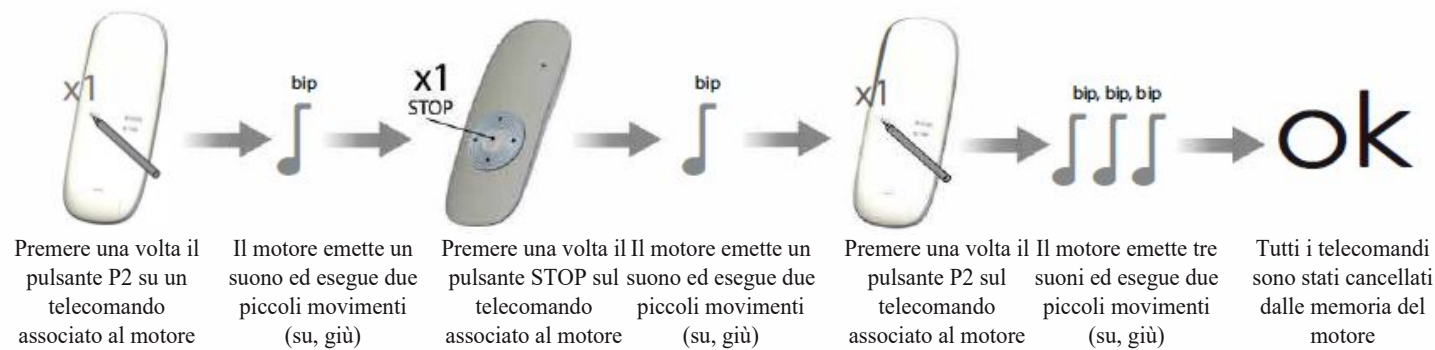 x1
bip
x1
STOP
bip
x1
bip, bip, bip
ok
Premere una volta il
pulsante P2 su un
telecomando
associato al motore
Il motore emette un
suono ed esegue due
piccoli movimenti
(su, giù)
Premere una volta il
pulsante STOP sul
telecomando
associato al motore
Il motore emette un
suono ed esegue due
piccoli movimenti
(su, giù)
Premere una volta il
pulsante P2 sul
telecomando
associato al motore
Il motore emette tre
suoni ed esegue due
piccoli movimenti
(su, giù)
Tutti i telecomandi
sono stati cancellati
dalle memoria del
motore